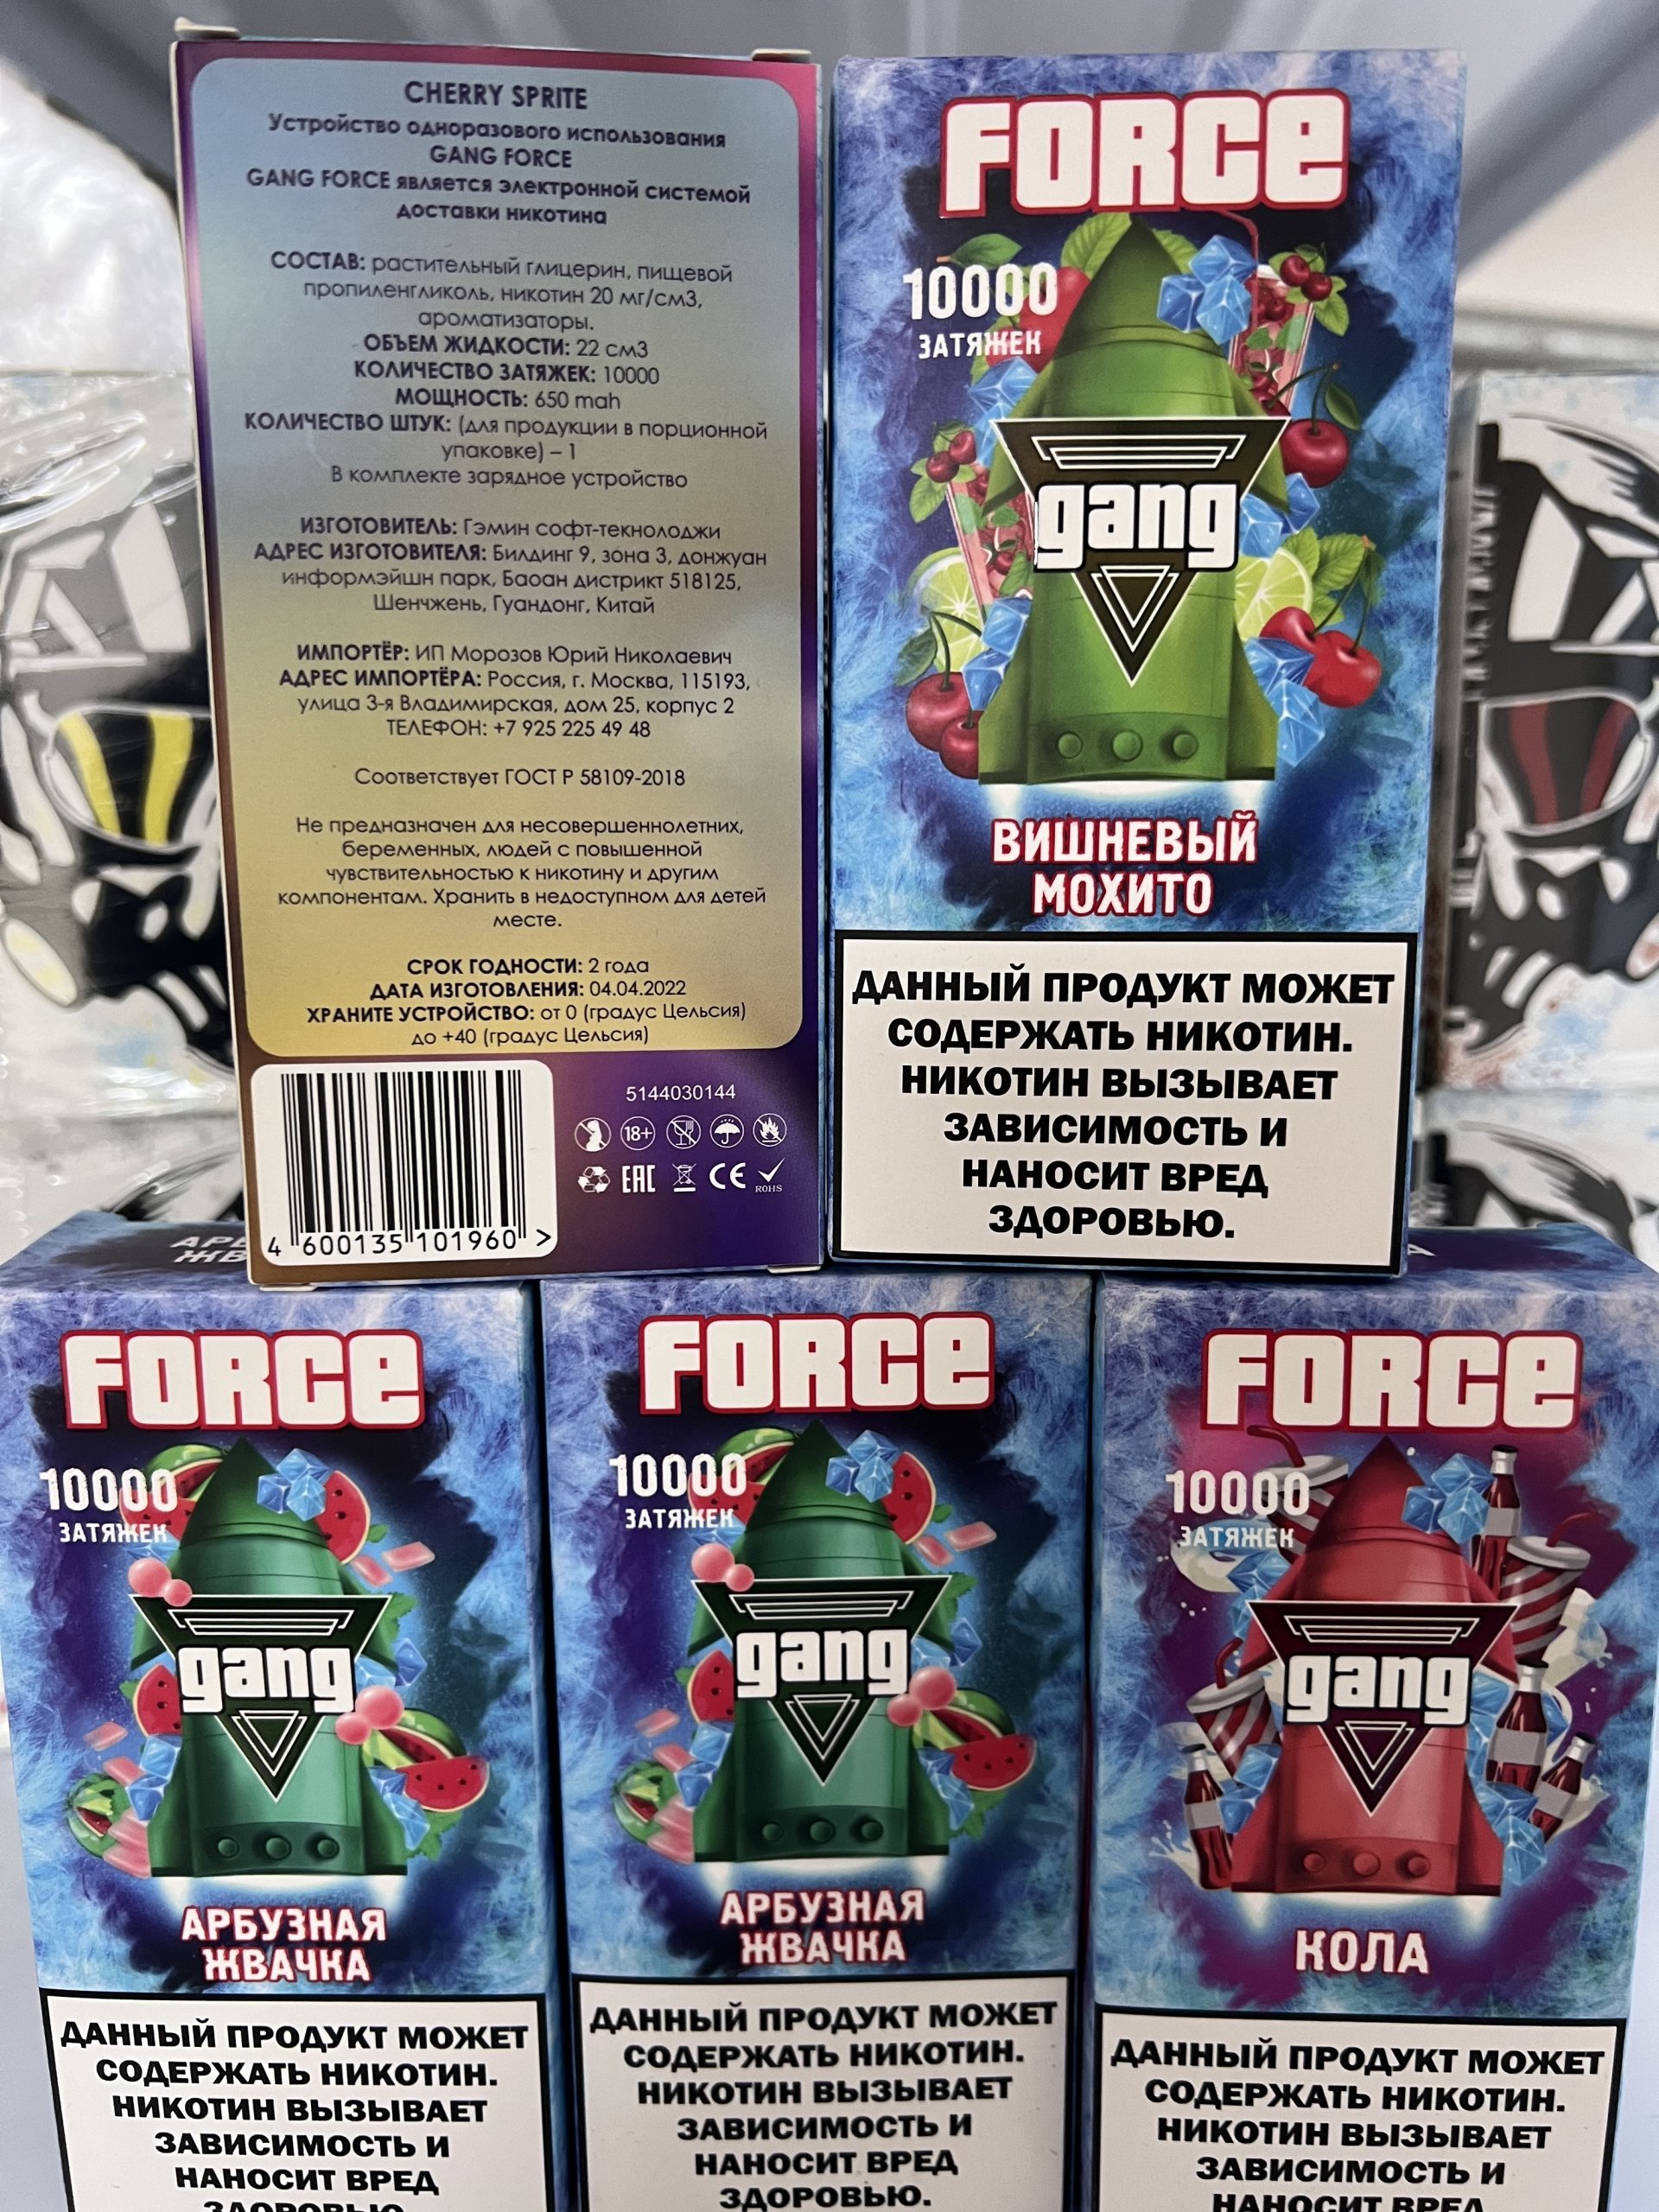 CHERRY SPRITE
Устройство одноразового использования
GANG FORCE
GANG FORCE является электронной системой
доставки никотина
СОСТАВ: растительный глицерин, пищевой
пропиленгликоль, никотин 20 мг/см3,
ароматизаторы.
ОБЪЕМ ЖИДКОСТИ: 22 см3
КОЛИЧЕСТВО ЗАТЯЖЕК: 10000
МОЩНОСТЬ: 650 mah
КОЛИЧЕСТВО ШТУК: (для продукции в порционной
упаковке) – 1
В комплекте зарядное устройство
ИЗГОТОВИТЕЛЬ: Гэмин софт-текнолоджи
АДРЕС ИЗГОТОВИТЕЛЯ: Билдинг 9, зона 3, донжуан
информэйшн парк, Баоан дистрикт 518125,
Шенчжень, Гуандонг, Китай
ИМПОРТЁР: ИП Морозов Юрий Николаевич
АДРЕС ИМПОРТЁРА: Россия, г. Москва, 115193,
улица 3-я Владимирская, дом 25, корпус 2
ТЕЛЕФОН: +7 925 225 49 48
Соответствует ГОСТ Р 58109-2018
Не предназначен для несовершеннолетних,
беременных, людей с повышенной
чувствительностью к никотину и другим
компонентам. Хранить в недоступном для детей
месте.
СРОК ГОДНОСТИ: 2 года
ДАТА ИЗГОТОВЛЕНИЯ: 04.04.2022
ХРАНИТЕ УСТРОЙСТВО: от 0 (градус Цельсия)
до +40 (градус Цельсия)
4 600135 101960 >
5144030144
18+
EAC CE ROHS
FORCE
10000
ЗАТЯЖЕК
gang
ВИШНЕВЫЙ
МОХИТО
ДАННЫЙ ПРОДУКТ МОЖЕТ
СОДЕРЖАТЬ НИКОТИН.
НИКОТИН ВЫЗЫВАЕТ
ЗАВИСИМОСТЬ И
НАНОСИТ ВРЕД
ЗДОРОВЬЮ.
FORCE
10000
ЗАТЯЖЕК
gang
АРБУЗНАЯ
ЖВАЧКА
ДАННЫЙ ПРОДУКТ МОЖЕТ
СОДЕРЖАТЬ НИКОТИН.
НИКОТИН ВЫЗЫВАЕТ
ЗАВИСИМОСТЬ И
НАНОСИТ ВРЕД
ЗДОРОВЬЮ.
FORCE
10000
ЗАТЯЖЕК
gang
АРБУЗНАЯ
ЖВАЧКА
ДАННЫЙ ПРОДУКТ МОЖЕТ
СОДЕРЖАТЬ НИКОТИН.
НИКОТИН ВЫЗЫВАЕТ
ЗАВИСИМОСТЬ И
НАНОСИТ ВРЕД
ЗДОРОВЬЮ.
FORCE
10000
ЗАТЯЖЕК
gang
КОЛА
ДАННЫЙ ПРОДУКТ МОЖЕТ
СОДЕРЖАТЬ НИКОТИН.
НИКОТИН ВЫЗЫВАЕТ
ЗАВИСИМОСТЬ И
НАНОСИТ ВРЕД